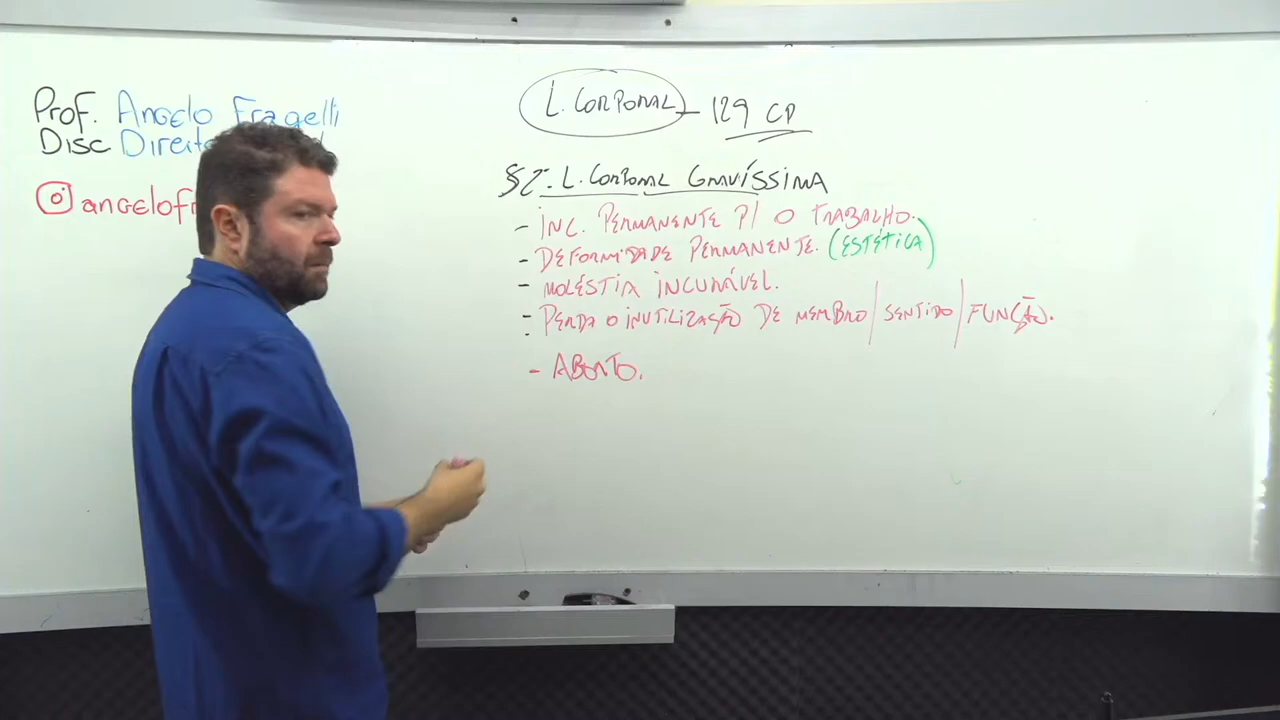 Prof. Angelo Fragelli
Disc Direito
angelofr
L. CORPORAL - 129 CP
§2º. L. CORPORAL GRAVÍSSIMA
- INC. PERMANENTE P/ O TRABALHO.
- DEFORMIDADE PERMANENTE. (ESTÉTICA)
- MOLÉSTIA INCURÁVEL.
- PERDA O INUTILIZAÇÃO DE MEMBRO / SENTIDO / FUNÇÃO.
- ABORTO.